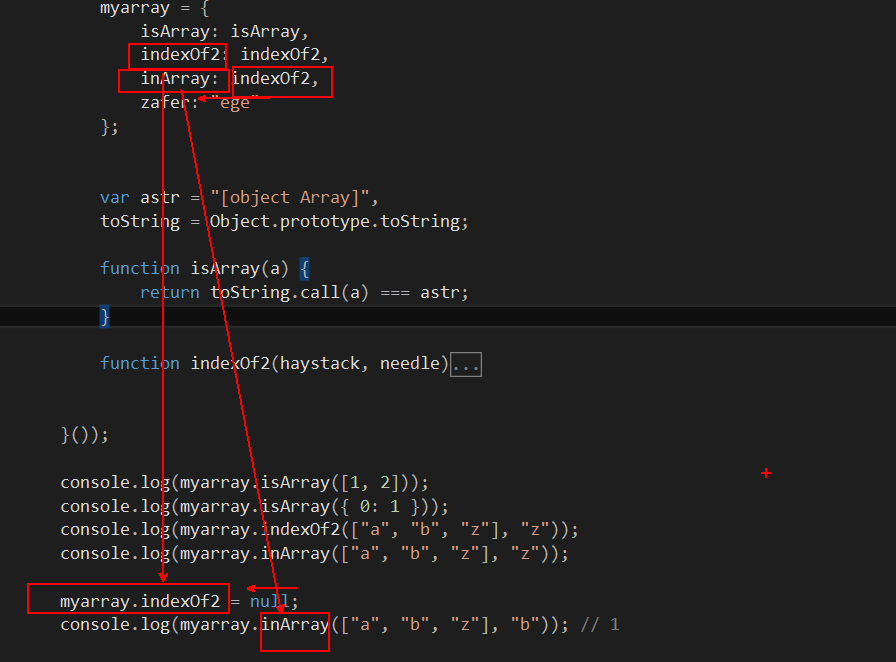 myarray = {
isArray: isArray,
indexOf2: indexOf2,
inArray: indexOf2,
zafer: "ege"
};
var astr = "[object Array]",
toString = Object.prototype.toString;
function isArray(a) {
return toString.call(a) === astr;
}
function indexOf2(haystack, needle)...
}());
console.log(myarray.isArray([1, 2]));
console.log(myarray.isArray({ 0: 1 }));
console.log(myarray.indexOf2(["a", "b", "z"], "z"));
console.log(myarray.inArray(["a", "b", "z"], "z"));
myarray.indexOf2 = null;
console.log(myarray.inArray(["a", "b", "z"], "b")); // 1